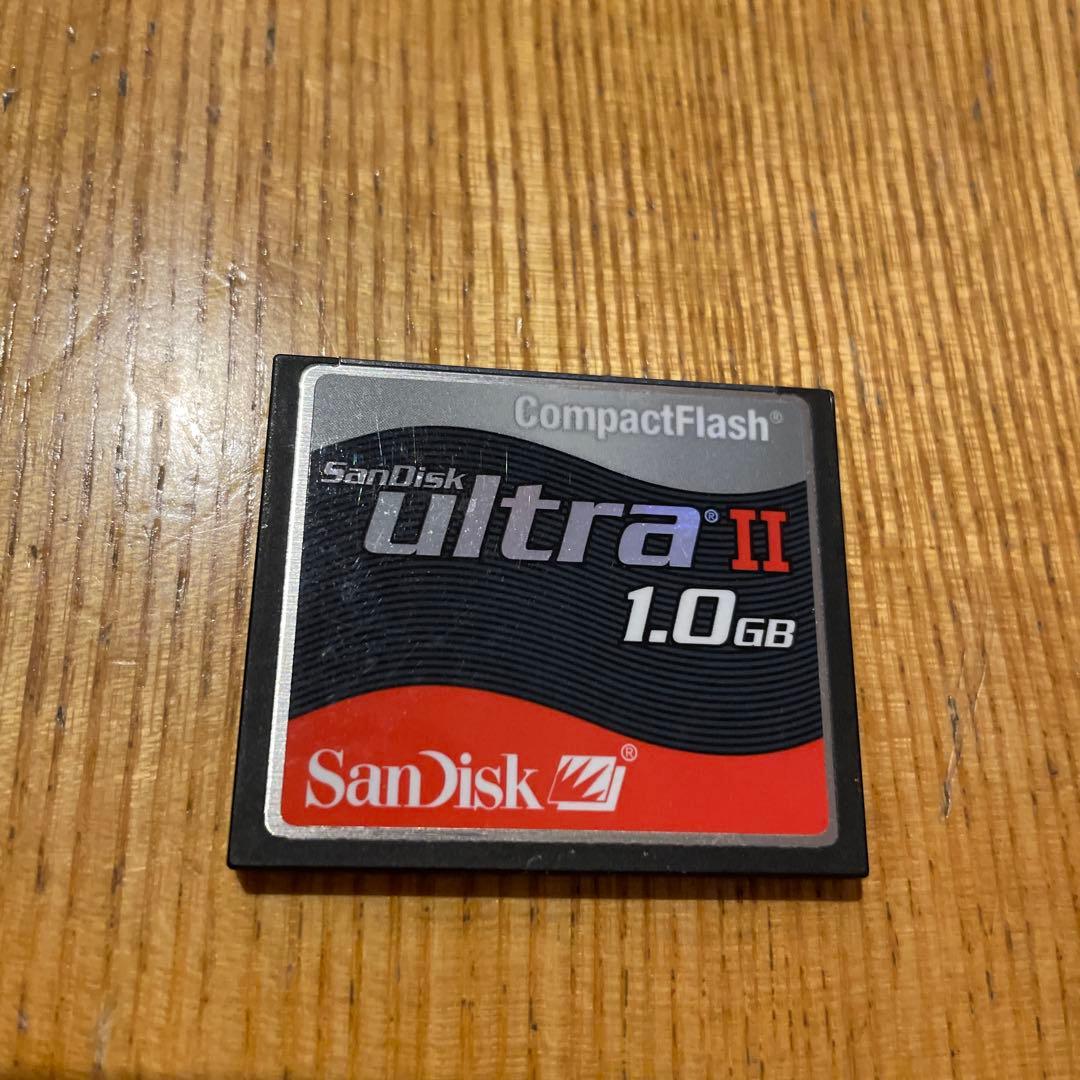 CompactFlash®
SanDisk
ultra® II
1.0GB
SanDisk®